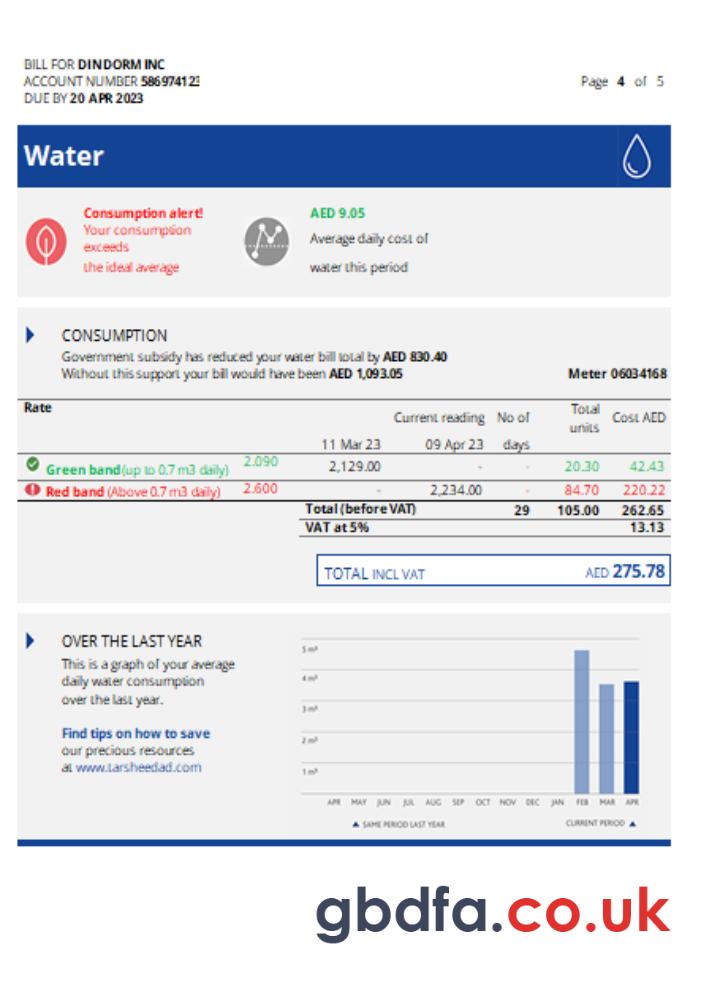 BILL FOR DINDORM INC
ACCOUNT NUMBER 586974123
Page 4 of 5
DUE BY 20 APR 2023
Water
Consumption alert!
Your consumption
exceeds
the ideal average
AED 9.05
Average daily cost of
water this period
CONSUMPTION
Government subsidy has reduced your water bill total by AED 830.40
Without this support your bill would have been AED 1,093.05
Meter 06034168
Rate
Current reading No of Total units Cost AED
11 Mar 23 09 Apr 23 days
Green band (up to 0.7 m3 daily) 2.090 2,129.00 - - 20.30 42.43
Red band (Above 0.7 m3 daily) 2.600 - 2,234.00 - 84.70 220.22
Total (before VAT) 29 105.00 262.65
VAT at 5% 13.13
TOTAL INCL VAT AED 275.78
OVER THE LAST YEAR
This is a graph of your average
daily water consumption
over the last year.
Find tips on how to save
our precious resources
at www.tarsheedad.com
5 m³
4 m³
3 m³
2 m³
1 m³
APR MAY JUN JUL AUG SEP OCT NOV DEC JAN FEB MAR APR
SAME PERIOD LAST YEAR CURRENT PERIOD
gbdfa.co.uk